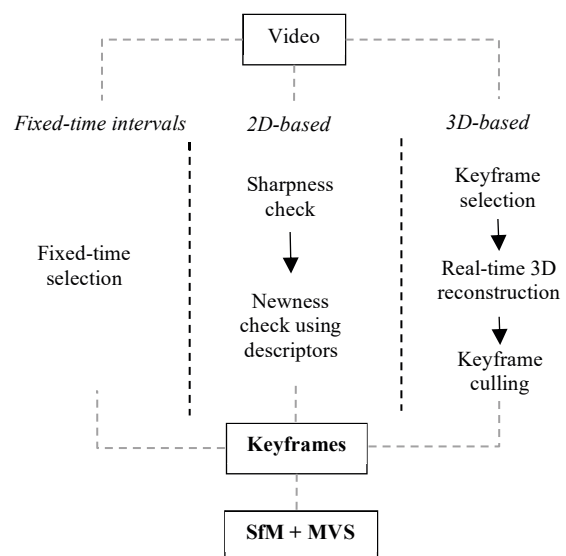 Video
Fixed-time intervals
2D-based
3D-based
Fixed-time
selection
Sharpness
check
Newness
check using
descriptors
Keyframe
selection
Real-time 3D
reconstruction
Keyframe
culling
Keyframes
SfM + MVS